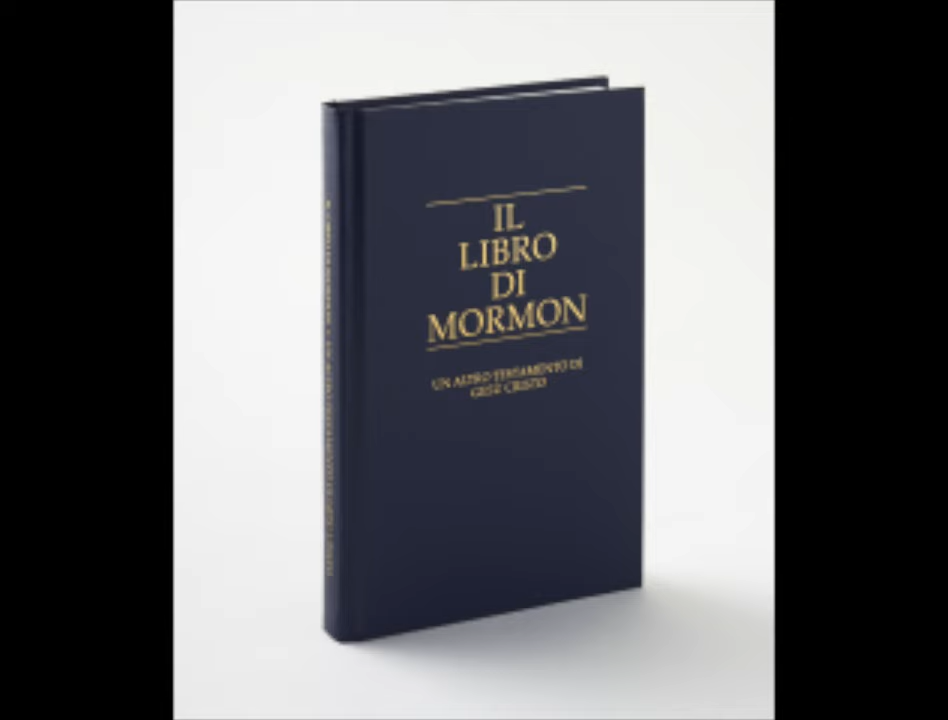 IL
LIBRO
DI
MORMON
UN ALTRO TESTAMENTO DI
GESÙ CRISTO